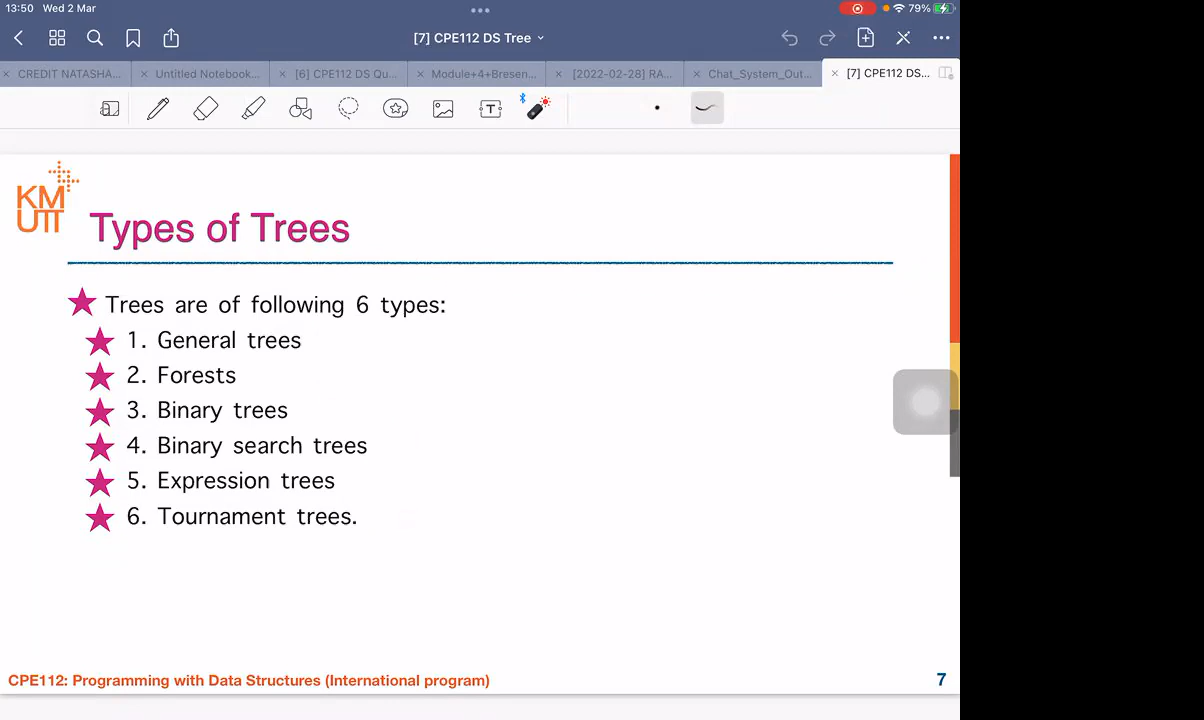 13:50 Wed 2 Mar
79%
[7] CPE112 DS Tree
CREDIT NATASHA...
Untitled Notebook...
[6] CPE112 DS Qu...
Module+4+Bresen...
[2022-02-28] RA...
Chat_System_Out...
[7] CPE112 DS...
T
KM
UTT
Types of Trees
Trees are of following 6 types:
1. General trees
2. Forests
3. Binary trees
4. Binary search trees
5. Expression trees
6. Tournament trees.
CPE112: Programming with Data Structures (International program)
7